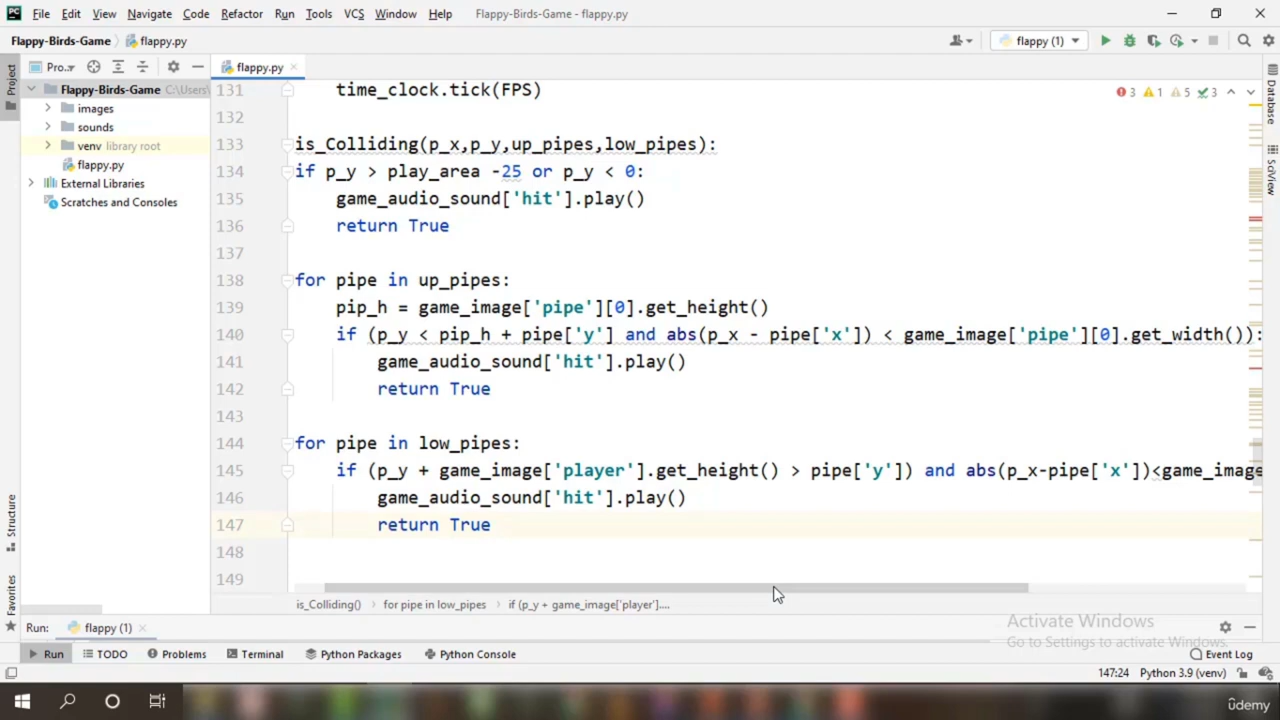 File Edit View Navigate Code Refactor Run Tools VCS Window Help Flappy-Birds-Game - flappy.py
Flappy-Birds-Game flappy.py flappy (1)
Project Pro... flappy.py
Flappy-Birds-Game C:\Users\
images
sounds
venv library root
flappy.py
External Libraries
Scratches and Consoles
3 1 5 3
131 time_clock.tick(FPS)
132
133 is_Colliding(p_x,p_y,up_pipes,low_pipes):
134 if p_y > play_area -25 or p_y < 0:
135 game_audio_sound['hit'].play()
136 return True
137
138 for pipe in up_pipes:
139 pip_h = game_image['pipe'][0].get_height()
140 if (p_y < pip_h + pipe['y'] and abs(p_x - pipe['x']) < game_image['pipe'][0].get_width()):
141 game_audio_sound['hit'].play()
142 return True
143
144 for pipe in low_pipes:
145 if (p_y + game_image['player'].get_height() > pipe['y']) and abs(p_x-pipe['x'])<game_image
146 game_audio_sound['hit'].play()
147 return True
148
149
Database
SciView
Structure
Favorites
is_Colliding() for pipe in low_pipes if (p_y + game_image['player']....
Run: flappy (1)
Activate Windows
Go to Settings to activate Windows.
Run TODO Problems Terminal Python Packages Python Console Event Log
147:24 Python 3.9 (venv)
ûdemy